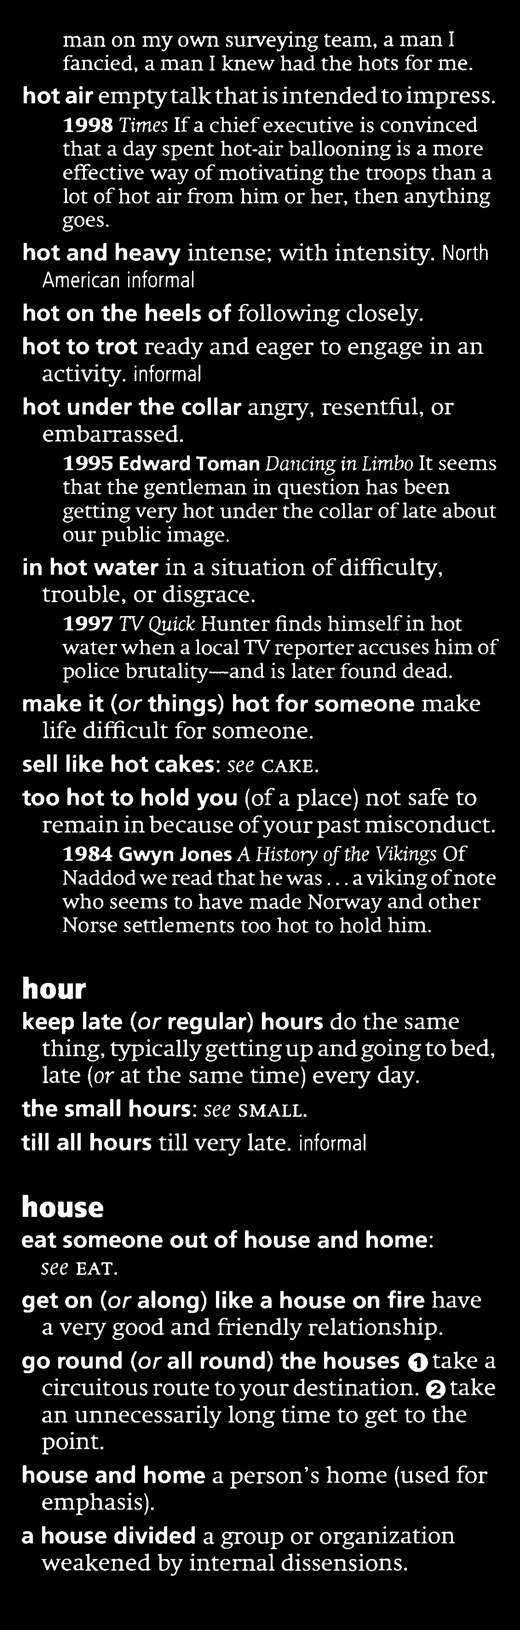 man on my own surveying team, a man I
fancied, a man I knew had the hots for me.
hot air empty talk that is intended to impress.
1998 Times If a chief executive is convinced
that a day spent hot-air ballooning is a more
effective way of motivating the troops than a
lot of hot air from him or her, then anything
goes.
hot and heavy intense; with intensity. North
American informal
hot on the heels of following closely.
hot to trot ready and eager to engage in an
activity. informal
hot under the collar angry, resentful, or
embarrassed.
1995 Edward Toman Dancing in Limbo It seems
that the gentleman in question has been
getting very hot under the collar of late about
our public image.
in hot water in a situation of difficulty,
trouble, or disgrace.
1997 TV Quick Hunter finds himself in hot
water when a local TV reporter accuses him of
police brutality—and is later found dead.
make it (or things) hot for someone make
life difficult for someone.
sell like hot cakes: see CAKE.
too hot to hold you (of a place) not safe to
remain in because of your past misconduct.
1984 Gwyn Jones A History of the Vikings Of
Naddod we read that he was . . . a viking of note
who seems to have made Norway and other
Norse settlements too hot to hold him.
hour
keep late (or regular) hours do the same
thing, typically getting up and going to bed,
late (or at the same time) every day.
the small hours: see SMALL.
till all hours till very late. informal
house
eat someone out of house and home:
see EAT.
get on (or along) like a house on fire have
a very good and friendly relationship.
go round (or all round) the houses ❶ take a
circuitous route to your destination. ❷ take
an unnecessarily long time to get to the
point.
house and home a person's home (used for
emphasis).
a house divided a group or organization
weakened by internal dissensions.